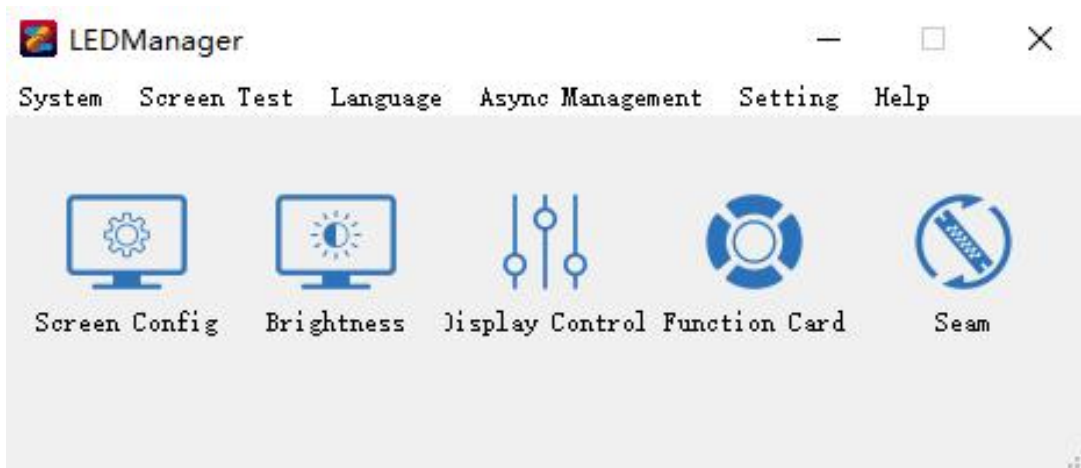 LEDManager
System Screen Test Language Async Management Setting Help
Screen Config Brightness Display Control Function Card Seam